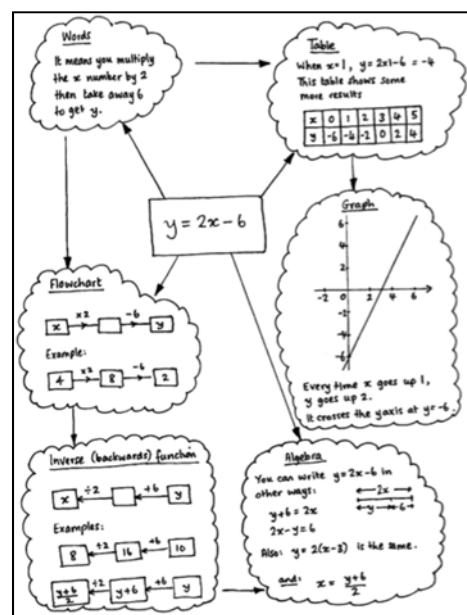 Words
It means you multiply
the x number by 2
then take away 6
to get y.
Table
When x=1, y=2x1-6 = -4
This table shows some
more results
x 0 1 2 3 4 5
y -6 -4 -2 0 2 4
y=2x-6
Graph
6
4
2
-2 0 2 4 6
-2
-4
-6
Every time x goes up 1,
y goes up 2.
It crosses the y axis at y=-6.
Flowchart
x ×2 -6 y
Example:
4 ×2 8 -6 2
Inverse (backwards) function
x ÷2 +6 y
Examples:
8 ÷2 16 +6 10
y+6/2 ÷2 y+6 +6 y
Algebra
You can write y=2x-6 in
other ways:
y+6 = 2x
2x-y=6
2x
y 6
Also: y=2(x-3) is the same.
and: x = y+6/2